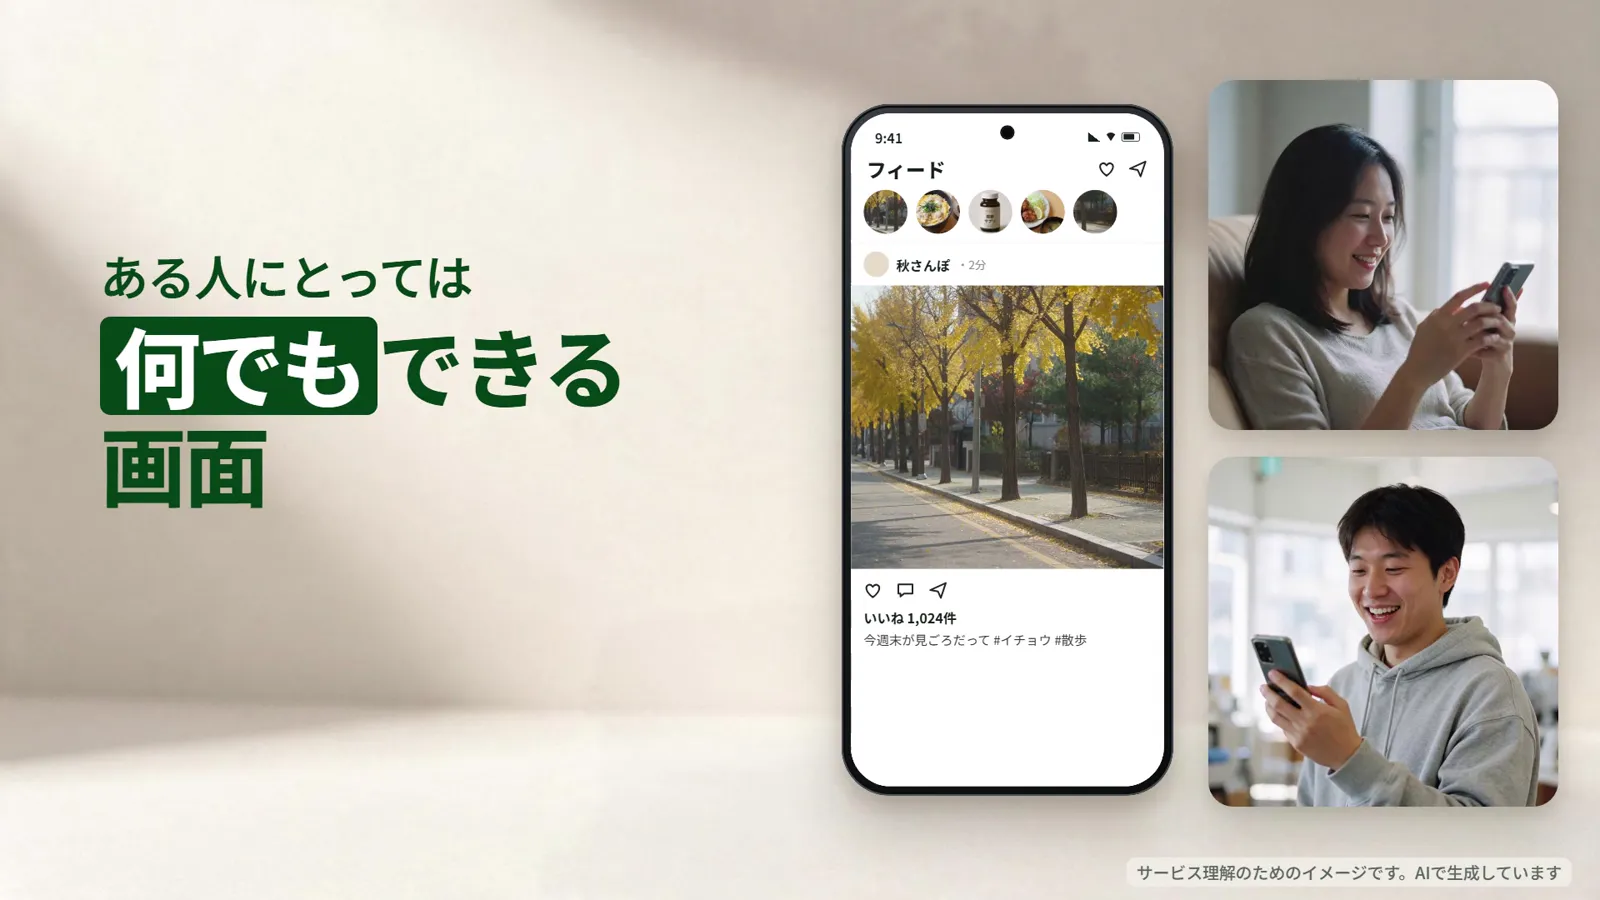 ある人にとっては
何でもできる
画面
9:41
フィード
秋さんぽ ・2分
いいね 1,024件
今週末が見ごろだって #イチョウ #散歩
サービス理解のためのイメージです。AIで生成しています